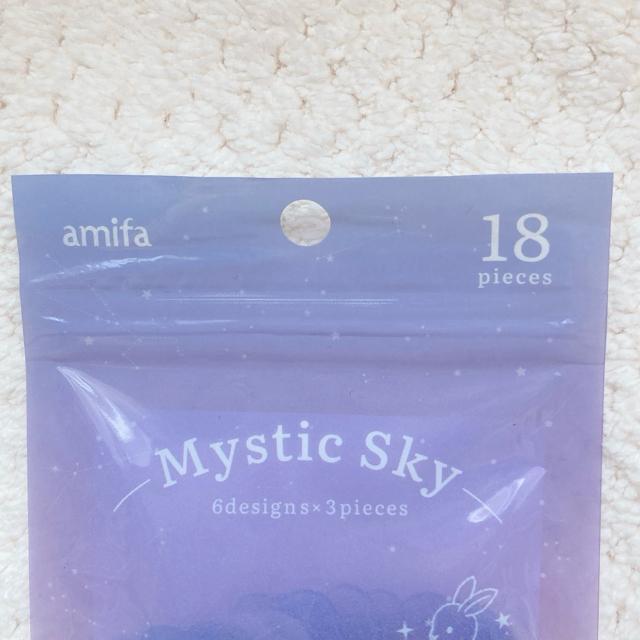 amifa
18
pieces
Mystic Sky
6designs×3pieces